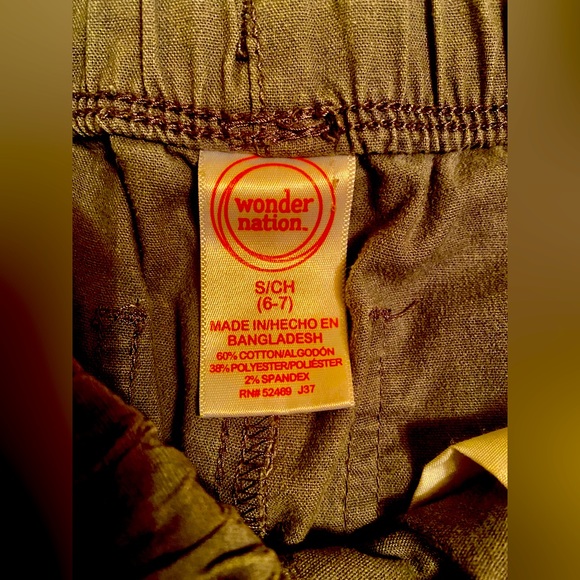 wonder
nation™
S/CH
(6-7)
MADE IN/HECHO EN
BANGLADESH
60% COTTON/ALGODÓN
38% POLYESTER/POLIÉSTER
2% SPANDEX
RN# 52469 J37